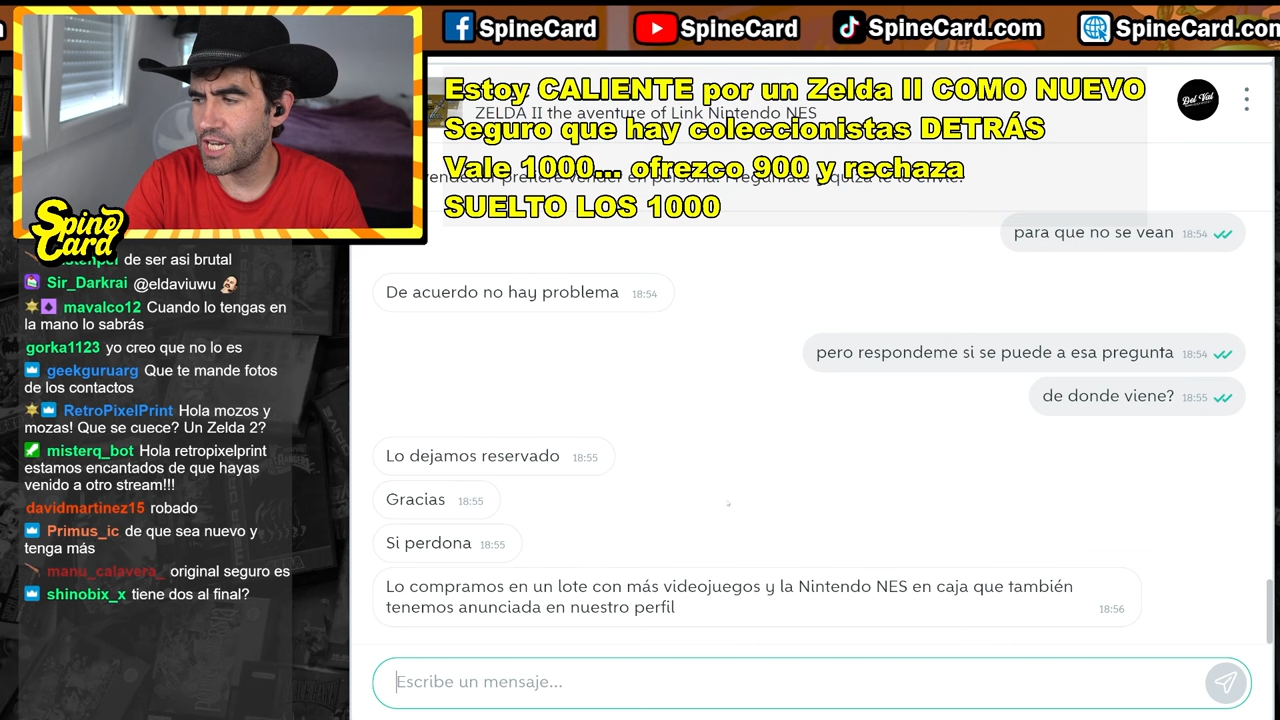 SpineCard
SpineCard
SpineCard.com
SpineCard.com
Estoy CALIENTE por un Zelda II COMO NUEVO
ZELDA II the aventure of Link Nintendo NES
Seguro que hay coleccionistas DETRÁS
Vale 1000... ofrezco 900 y rechaza
SUELTO LOS 1000
Del Val
Spine
Card
para que no se vean 18:54
De acuerdo no hay problema 18:54
pero respondeme si se puede a esa pregunta 18:54
de donde viene? 18:55
Lo dejamos reservado 18:55
Gracias 18:55
Si perdona 18:55
Lo compramos en un lote con más videojuegos y la Nintendo NES en caja que también
tenemos anunciada en nuestro perfil
18:56
Escribe un mensaje...
de ser asi brutal
Sir_Darkrai @eldaviuwu
mavalco12 Cuando lo tengas en
la mano lo sabrás
gorka1123 yo creo que no lo es
geekguruarg Que te mande fotos
de los contactos
RetroPixelPrint Hola mozos y
mozas! Que se cuece? Un Zelda 2?
misterq_bot Hola retropixelprint
estamos encantados de que hayas
venido a otro stream!!!
davidmartinez15 robado
Primus_ic de que sea nuevo y
tenga más
manu_calavera_ original seguro es
shinobix_x tiene dos al final?